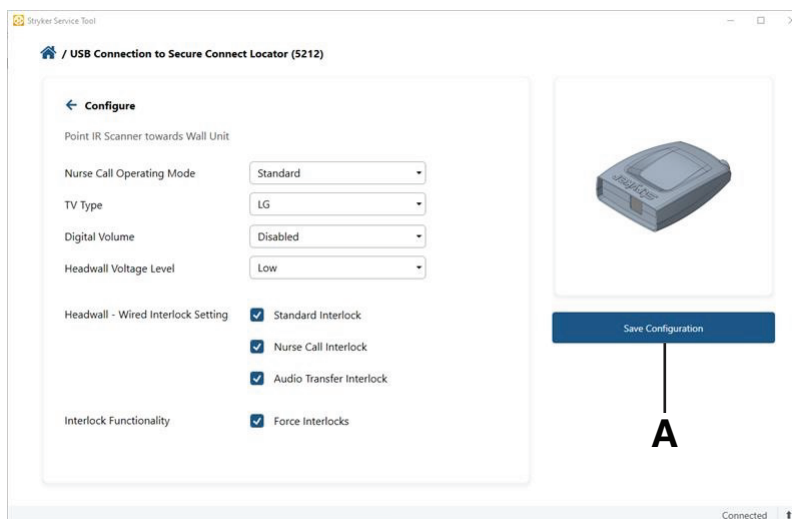 Stryker Service Tool
/ USB Connection to Secure Connect Locator (5212)
Configure
Point IR Scanner towards Wall Unit
Nurse Call Operating Mode Standard
TV Type LG
Digital Volume Disabled
Headwall Voltage Level Low
Headwall - Wired Interlock Setting Standard Interlock
Nurse Call Interlock
Audio Transfer Interlock
Interlock Functionality Force Interlocks
stryker
Save Configuration
A
Connected